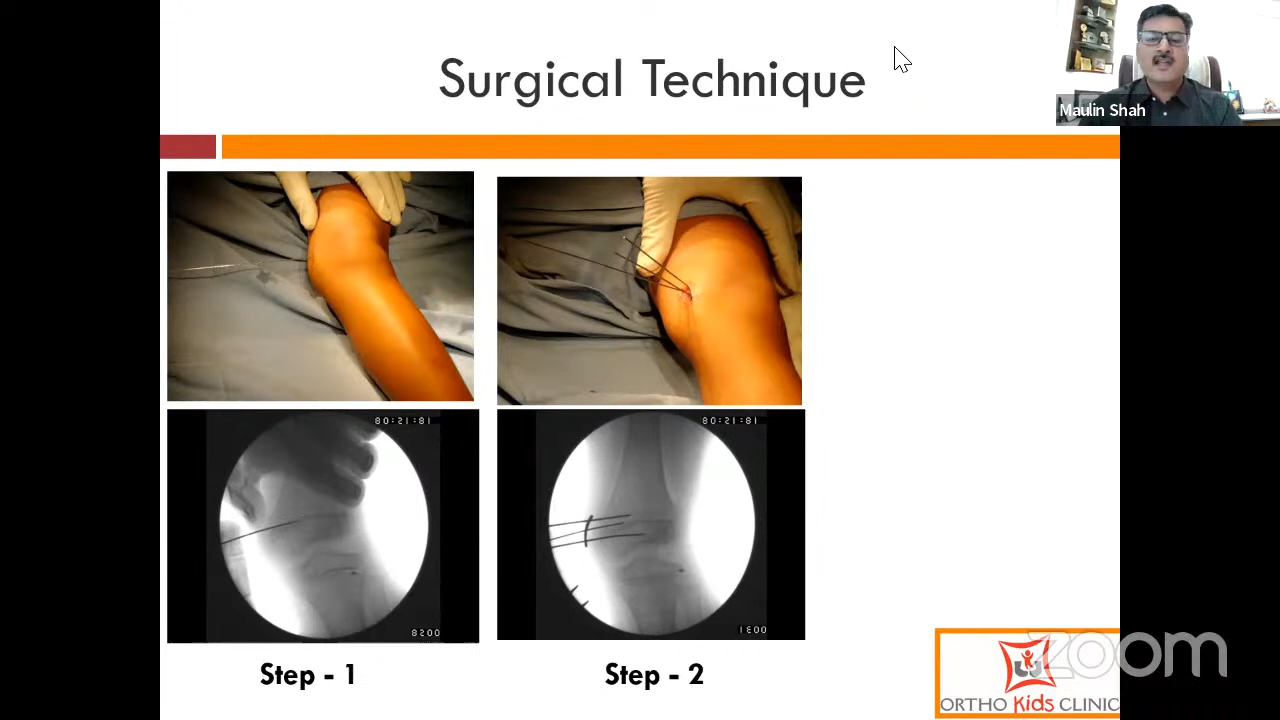 Surgical Technique
Maulin Shah
Step - 1
Step - 2
zoom
ORTHO Kids CLINIC